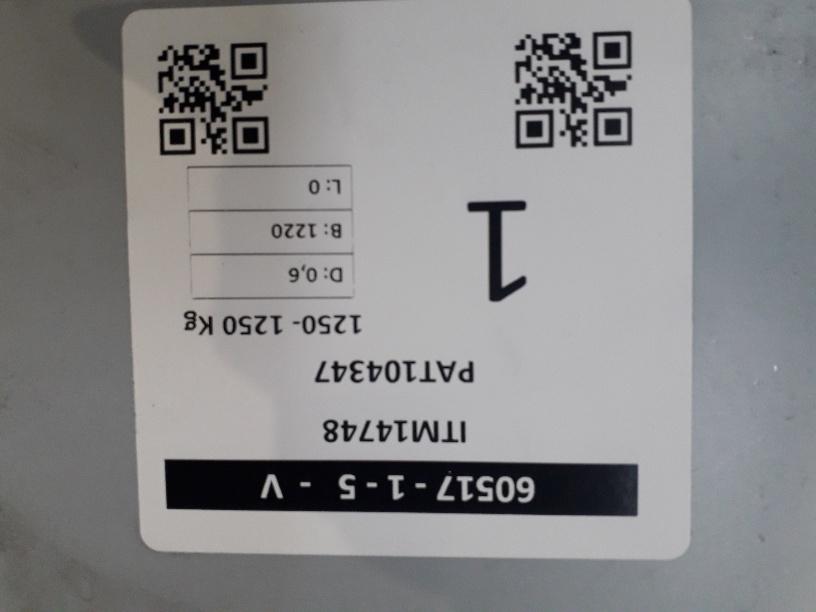 60517 - 1 - 5 - V
ITM14748
PAT104347
1250- 1250 Kg
1
D: 0,6
B: 1220
L: 0